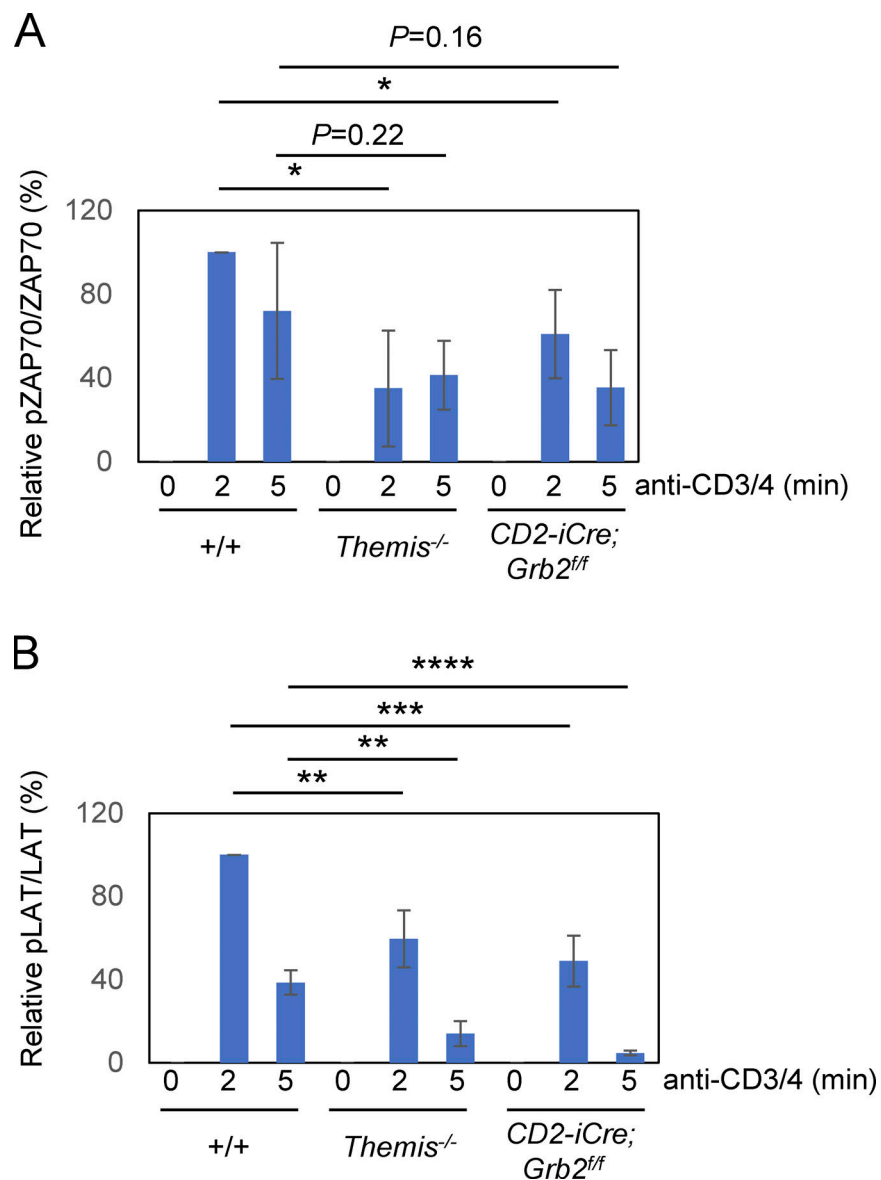 A
P=0.16
*
P=0.22
*
Relative pZAP70/ZAP70 (%)
120
80
40
0
0 2 5 0 2 5 0 2 5 anti-CD3/4 (min)
+/+ Themis-/- CD2-iCre;
Grb2f/f
B
****
***
**
**
Relative pLAT/LAT (%)
120
80
40
0
0 2 5 0 2 5 0 2 5 anti-CD3/4 (min)
+/+ Themis-/- CD2-iCre;
Grb2f/f